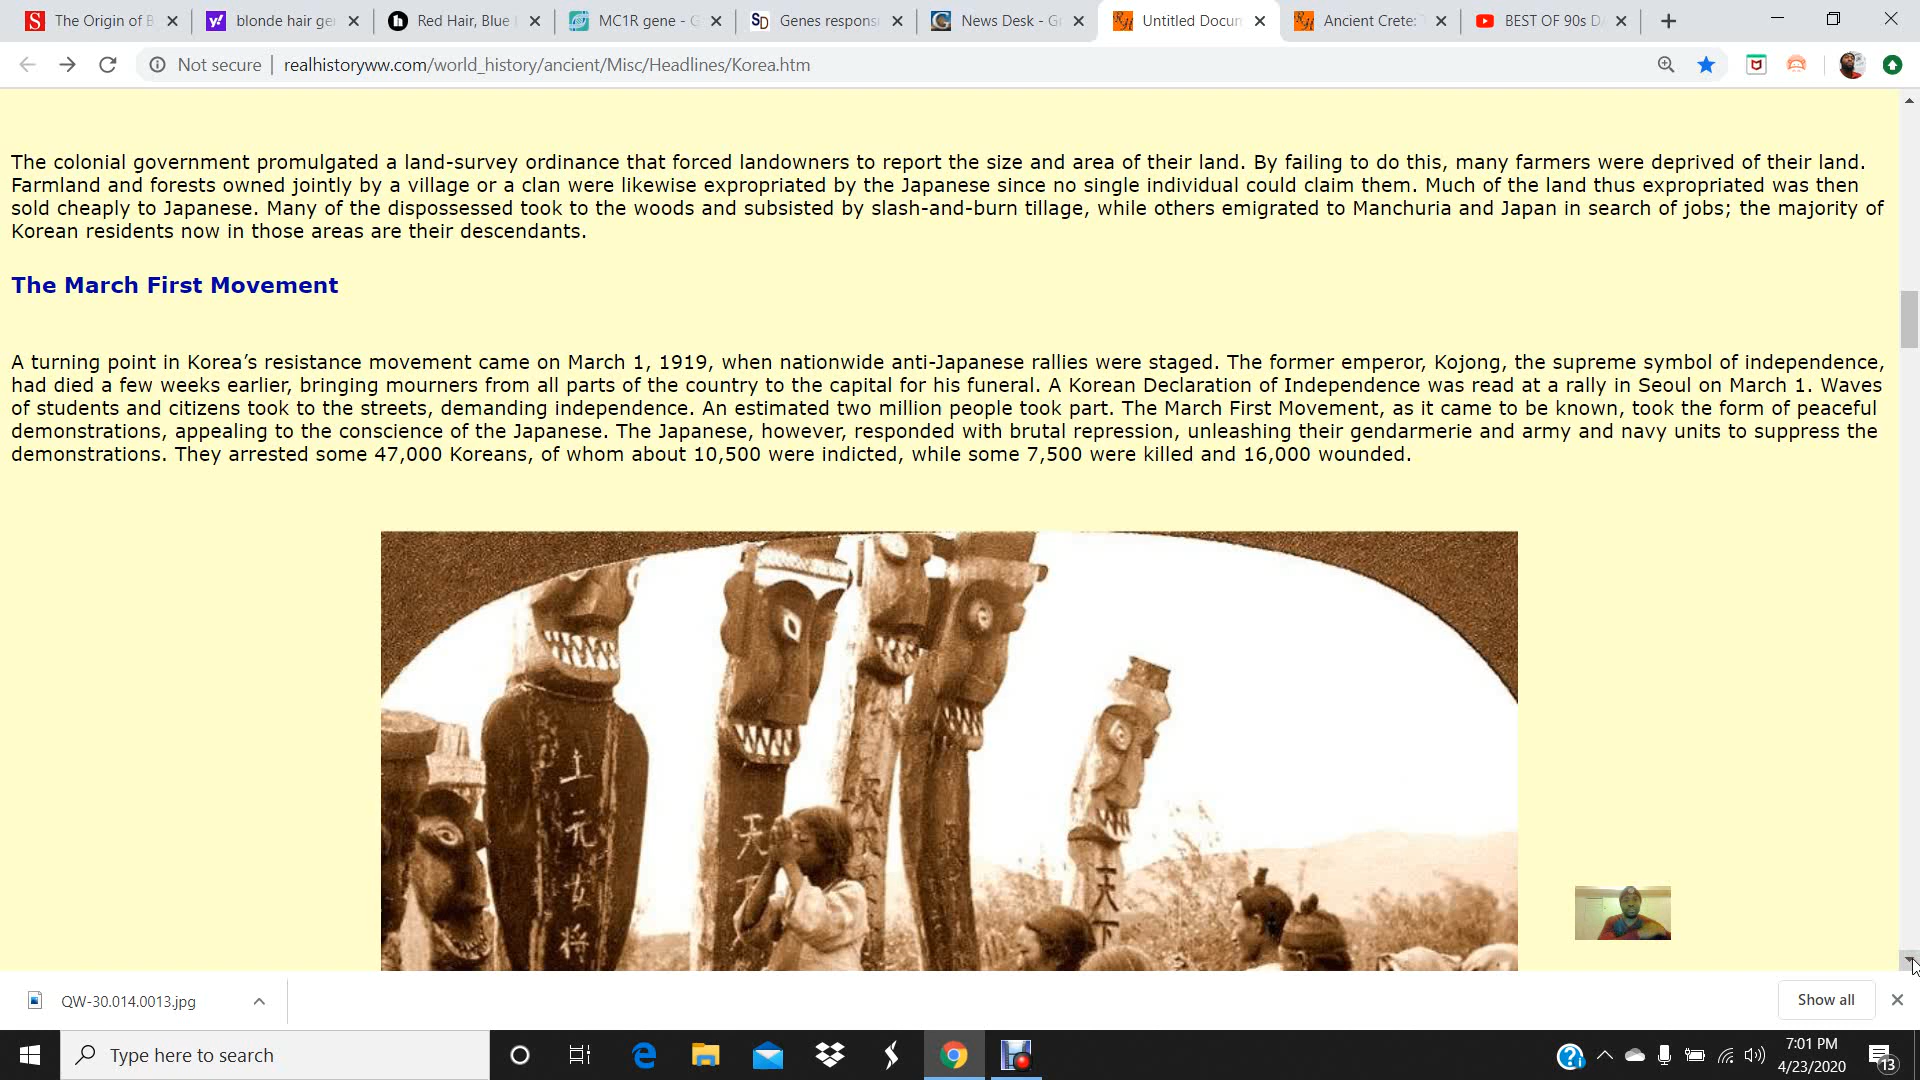 The Origin of B
blonde hair ge
Red Hair, Blue
MC1R gene - G
Genes respons
News Desk - G
Untitled Docun
Ancient Crete:
BEST OF 90s D
Not secure
realhistoryww.com/world_history/ancient/Misc/Headlines/Korea.htm
The colonial government promulgated a land-survey ordinance that forced landowners to report the size and area of their land. By failing to do this, many farmers were deprived of their land.
Farmland and forests owned jointly by a village or a clan were likewise expropriated by the Japanese since no single individual could claim them. Much of the land thus expropriated was then
sold cheaply to Japanese. Many of the dispossessed took to the woods and subsisted by slash-and-burn tillage, while others emigrated to Manchuria and Japan in search of jobs; the majority of
Korean residents now in those areas are their descendants.
The March First Movement
A turning point in Korea’s resistance movement came on March 1, 1919, when nationwide anti-Japanese rallies were staged. The former emperor, Kojong, the supreme symbol of independence,
had died a few weeks earlier, bringing mourners from all parts of the country to the capital for his funeral. A Korean Declaration of Independence was read at a rally in Seoul on March 1. Waves
of students and citizens took to the streets, demanding independence. An estimated two million people took part. The March First Movement, as it came to be known, took the form of peaceful
demonstrations, appealing to the conscience of the Japanese. The Japanese, however, responded with brutal repression, unleashing their gendarmerie and army and navy units to suppress the
demonstrations. They arrested some 47,000 Koreans, of whom about 10,500 were indicted, while some 7,500 were killed and 16,000 wounded.
上元女将
天
天下
QW-30.014.0013.jpg
Show all
Type here to search
7:01 PM
4/23/2020
13